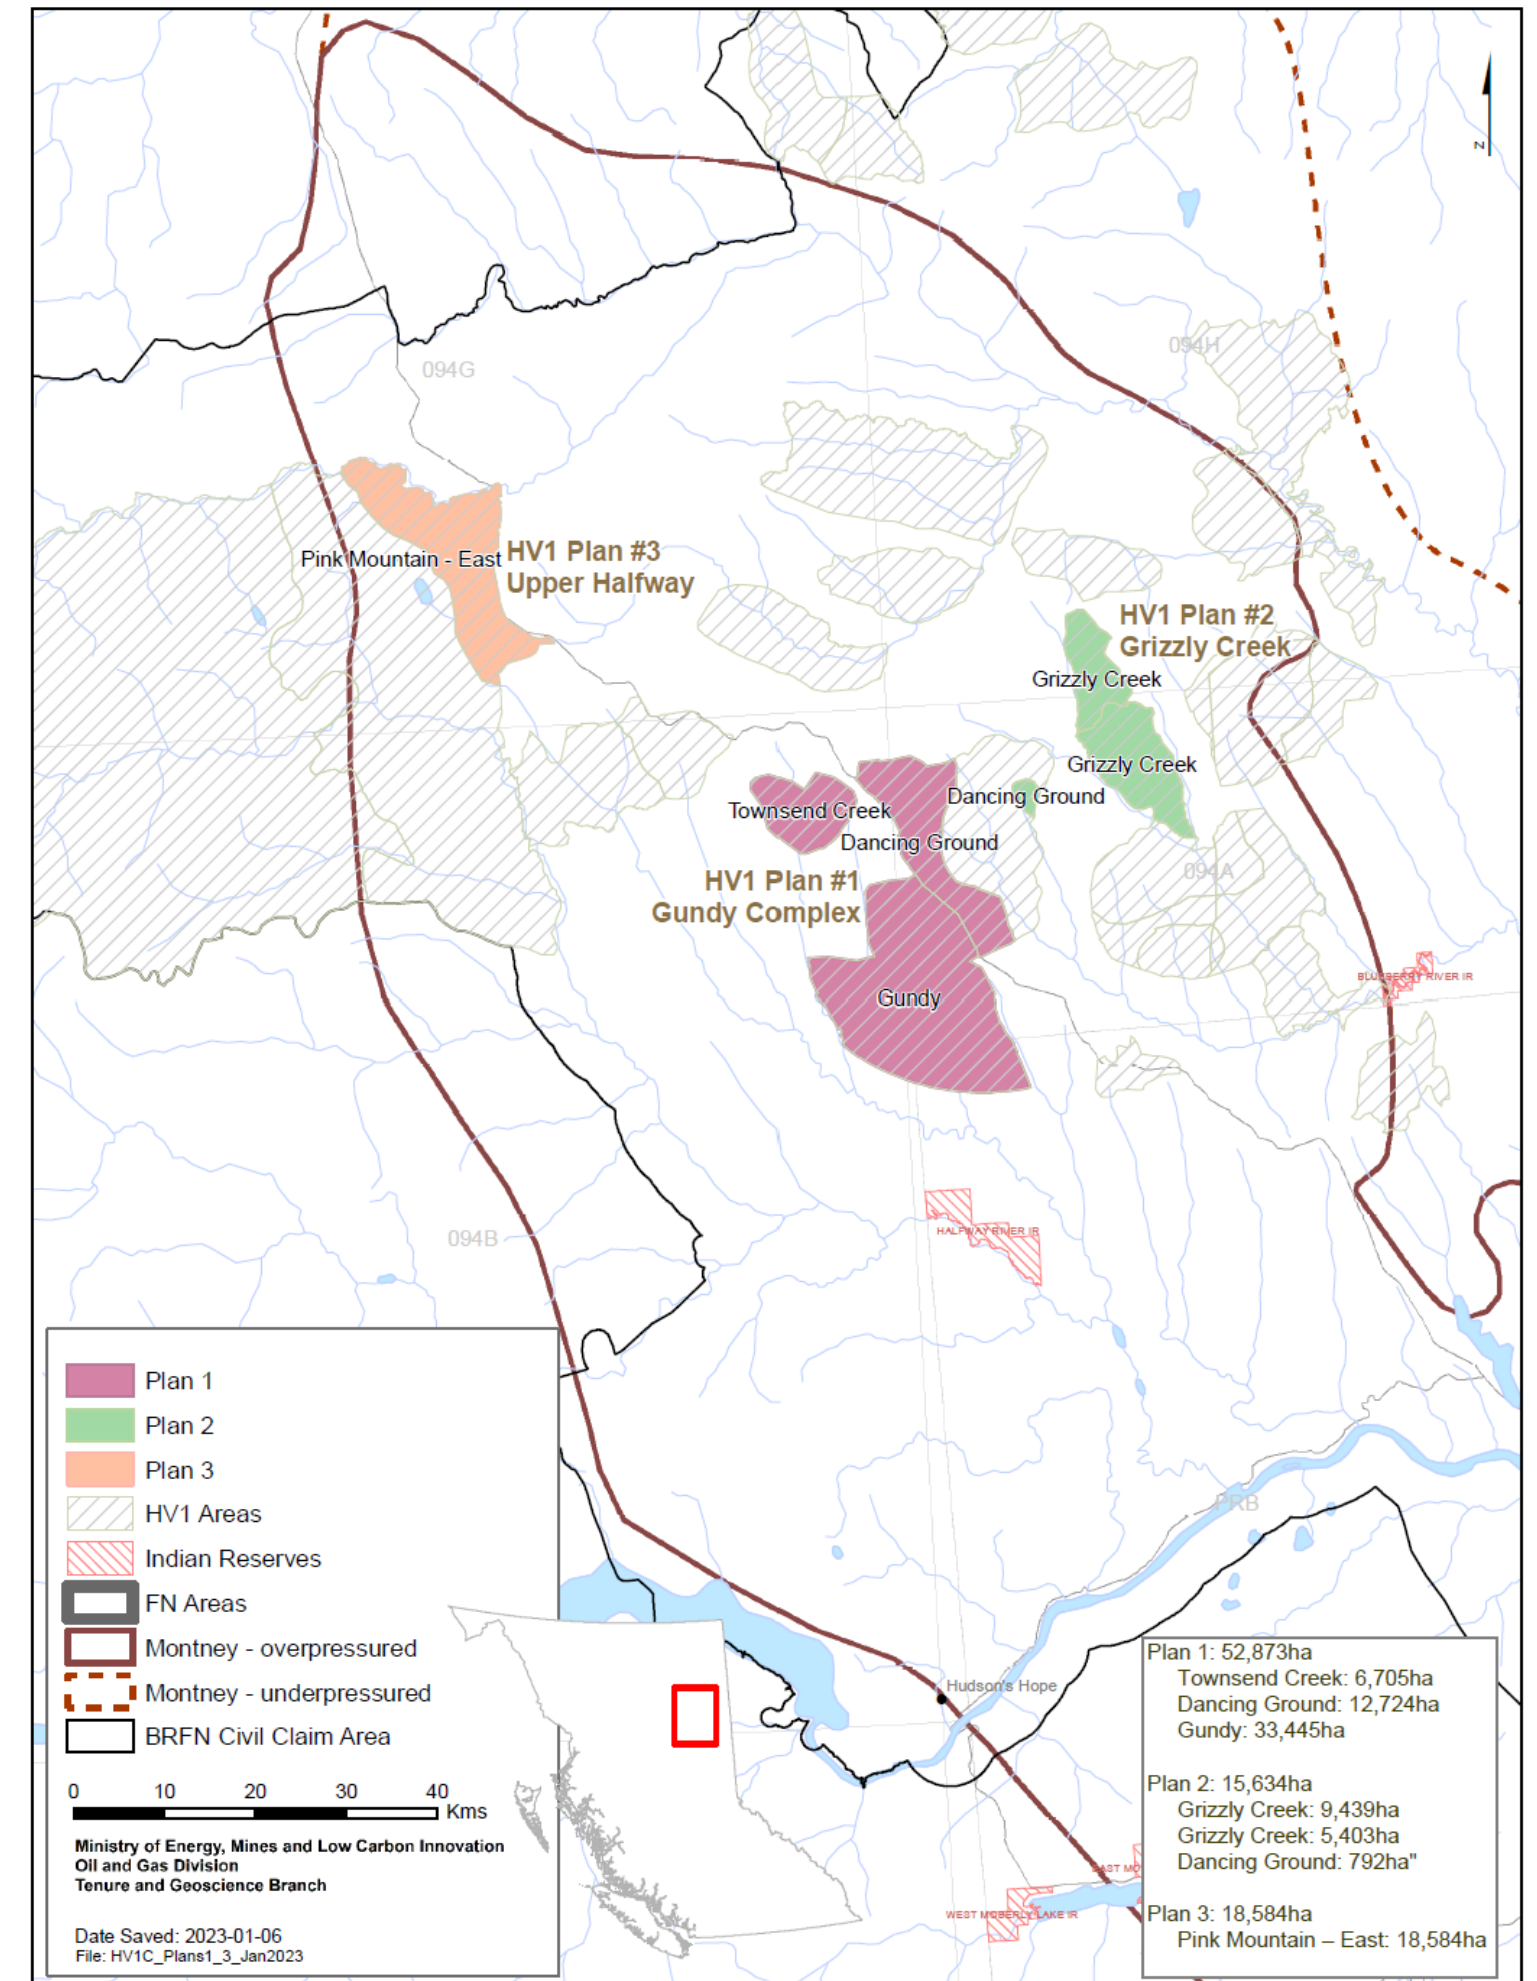 z
094H
094G
HV1 Plan #3
Upper Halfway
Pink Mountain - East
HV1 Plan #2
Grizzly Creek
Grizzly Creek
Grizzly Creek
Dancing Ground
Townsend Creek
Dancing Ground
094A
HV1 Plan #1
Gundy Complex
BLUEBERRY RIVER IR
Gundy
HALFWAY RIVER IR
094B
PRB
Hudson's Hope
EAST MO
WEST MOBERLY LAKE IR
Plan 1
Plan 2
Plan 3
HV1 Areas
Indian Reserves
FN Areas
Montney - overpressured
Montney - underpressured
BRFN Civil Claim Area
0 10 20 30 40
Kms
Ministry of Energy, Mines and Low Carbon Innovation
Oil and Gas Division
Tenure and Geoscience Branch
Date Saved: 2023-01-06
File: HV1C_Plans1_3_Jan2023
Plan 1: 52,873ha
Townsend Creek: 6,705ha
Dancing Ground: 12,724ha
Gundy: 33,445ha
Plan 2: 15,634ha
Grizzly Creek: 9,439ha
Grizzly Creek: 5,403ha
Dancing Ground: 792ha"
Plan 3: 18,584ha
Pink Mountain – East: 18,584ha